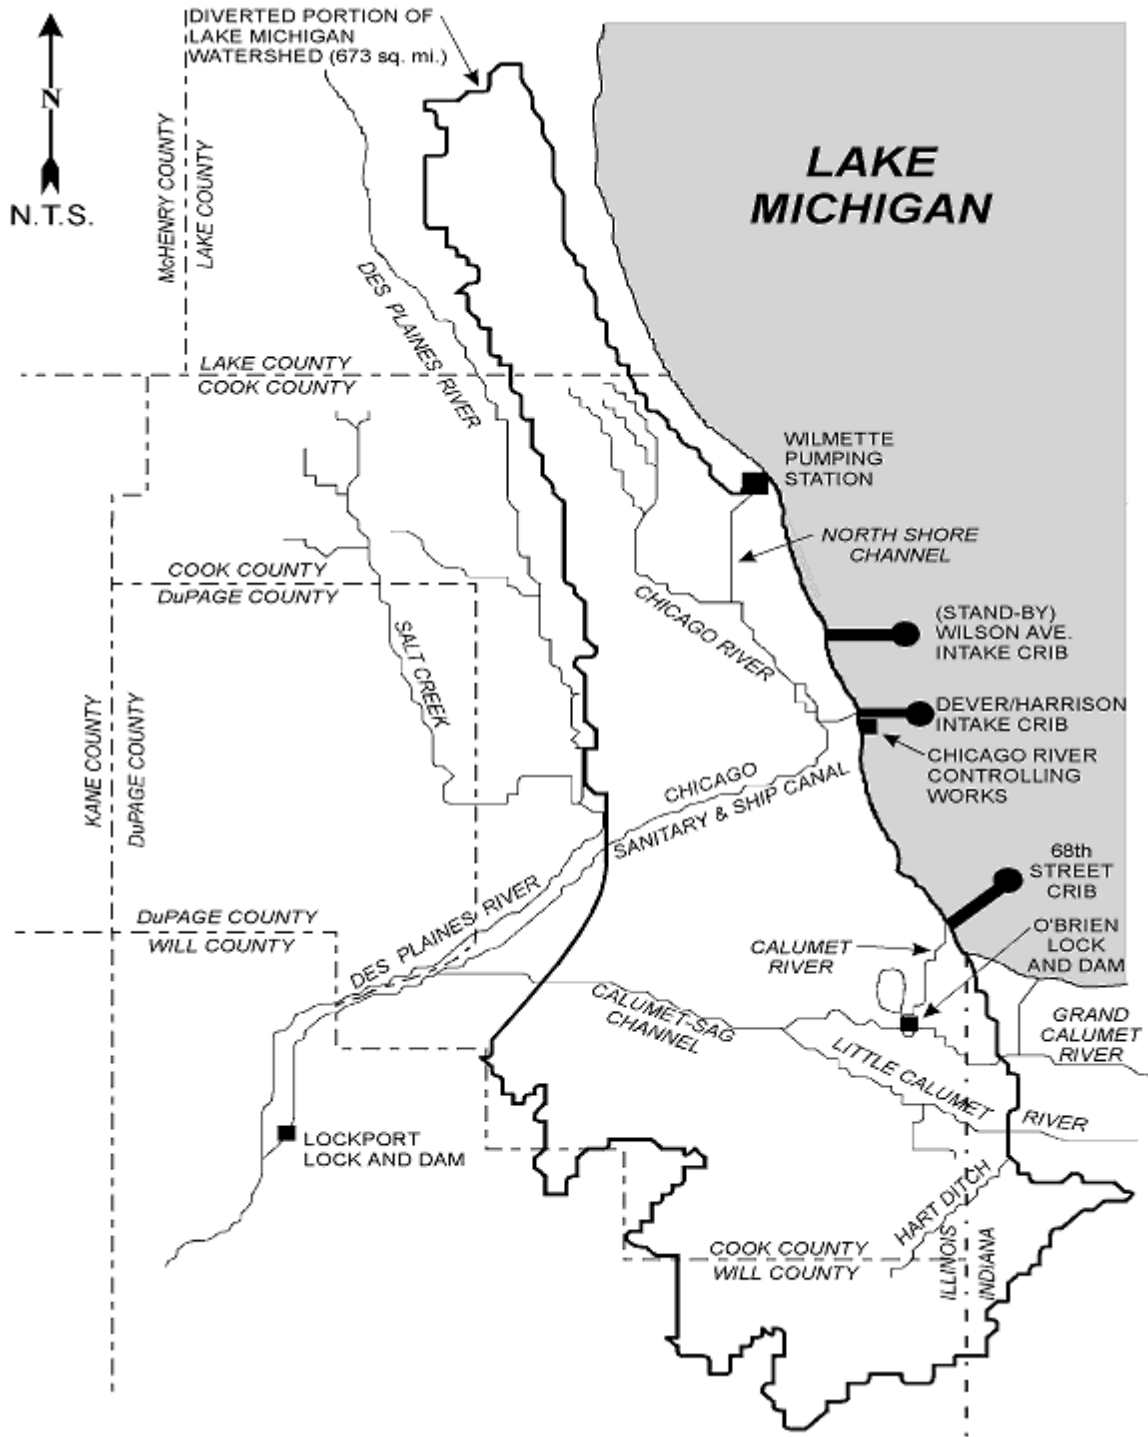 DIVERTED PORTION OF
LAKE MICHIGAN
WATERSHED (673 sq. mi.)
N
N.T.S.
McHENRY COUNTY
LAKE COUNTY
LAKE
MICHIGAN
DES PLAINES RIVER
LAKE COUNTY
COOK COUNTY
WILMETTE
PUMPING
STATION
NORTH SHORE
CHANNEL
COOK COUNTY
DuPAGE COUNTY
CHICAGO RIVER
(STAND-BY)
WILSON AVE.
INTAKE CRIB
SALT CREEK
KANE COUNTY
DuPAGE COUNTY
DEVER/HARRISON
INTAKE CRIB
CHICAGO RIVER
CONTROLLING
WORKS
CHICAGO
SANITARY & SHIP CANAL
68th
STREET
CRIB
DES PLAINES RIVER
DuPAGE COUNTY
WILL COUNTY
CALUMET
RIVER
O'BRIEN
LOCK
AND DAM
CALUMET-SAG
CHANNEL
GRAND
CALUMET
RIVER
LITTLE CALUMET
RIVER
LOCKPORT
LOCK AND DAM
HART DITCH
COOK COUNTY
WILL COUNTY
ILLINOIS
INDIANA